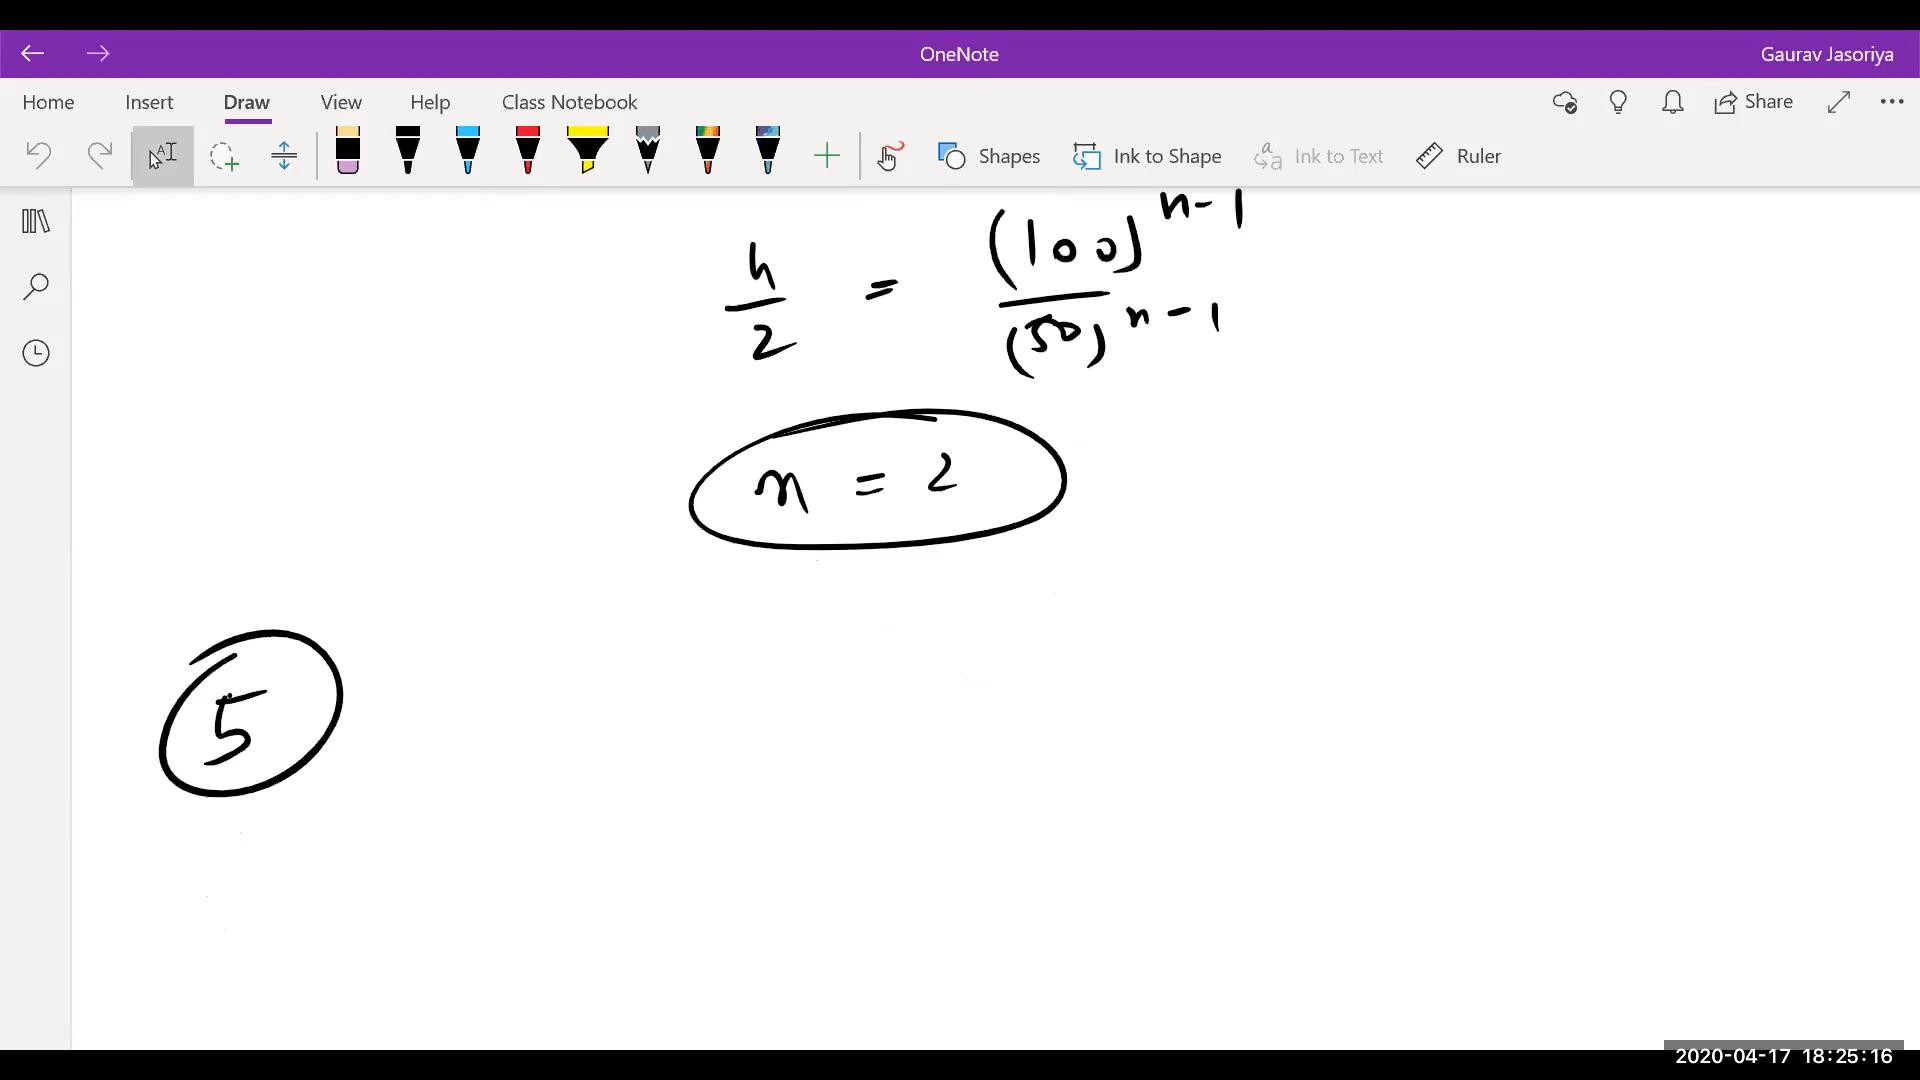 OneNote
Gaurav Jasoriya
Home Insert Draw View Help Class Notebook Share
Shapes Ink to Shape Ink to Text Ruler
4/2 = (100)^n-1/(50)^n-1
n = 2
5
2020-04-17 18:25:16